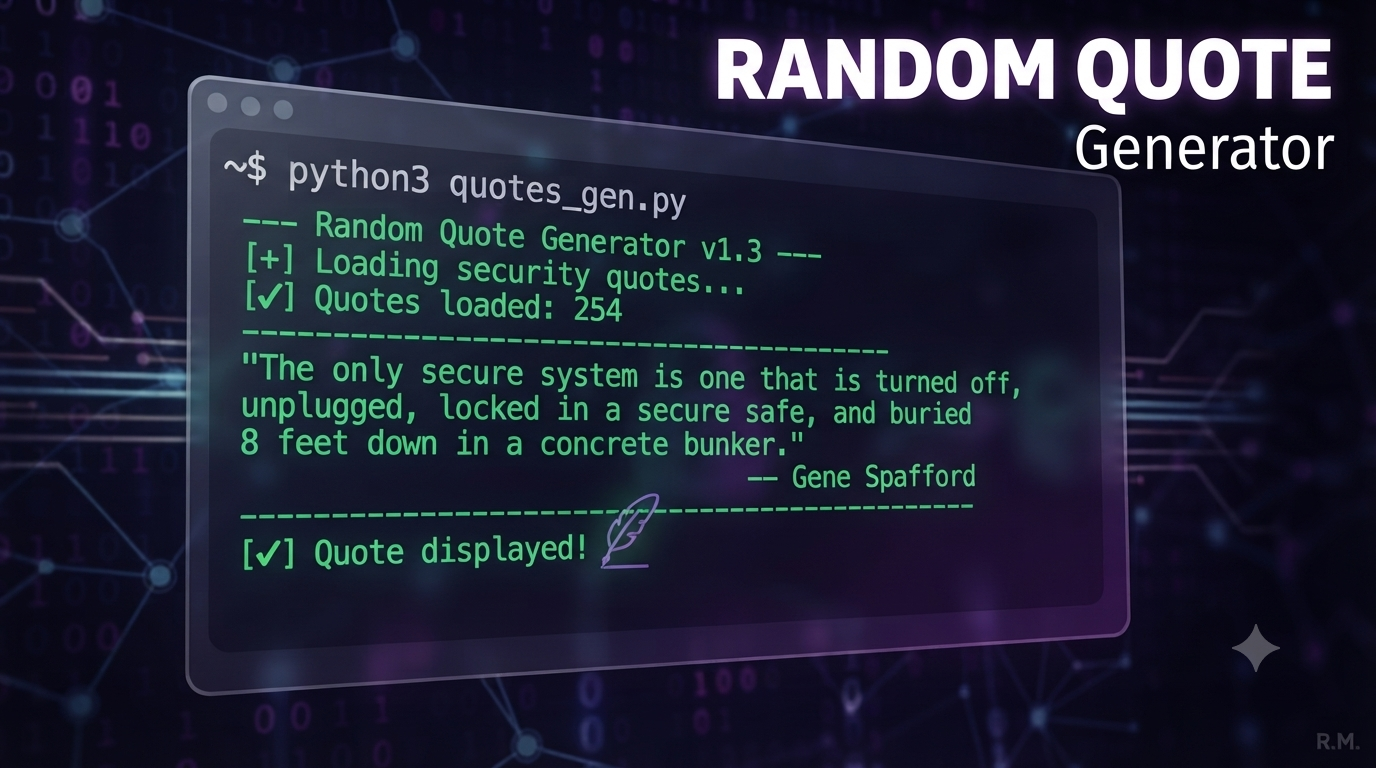 RANDOM QUOTE
Generator
~$ python3 quotes_gen.py
--- Random Quote Generator v1.3 ---
[+] Loading security quotes...
[✔] Quotes loaded: 254
--------------------------------------------
"The only secure system is one that is turned off,
unplugged, locked in a secure safe, and buried
8 feet down in a concrete bunker."
-- Gene Spafford
--------------------------------------------
[✔] Quote displayed!
R.M.